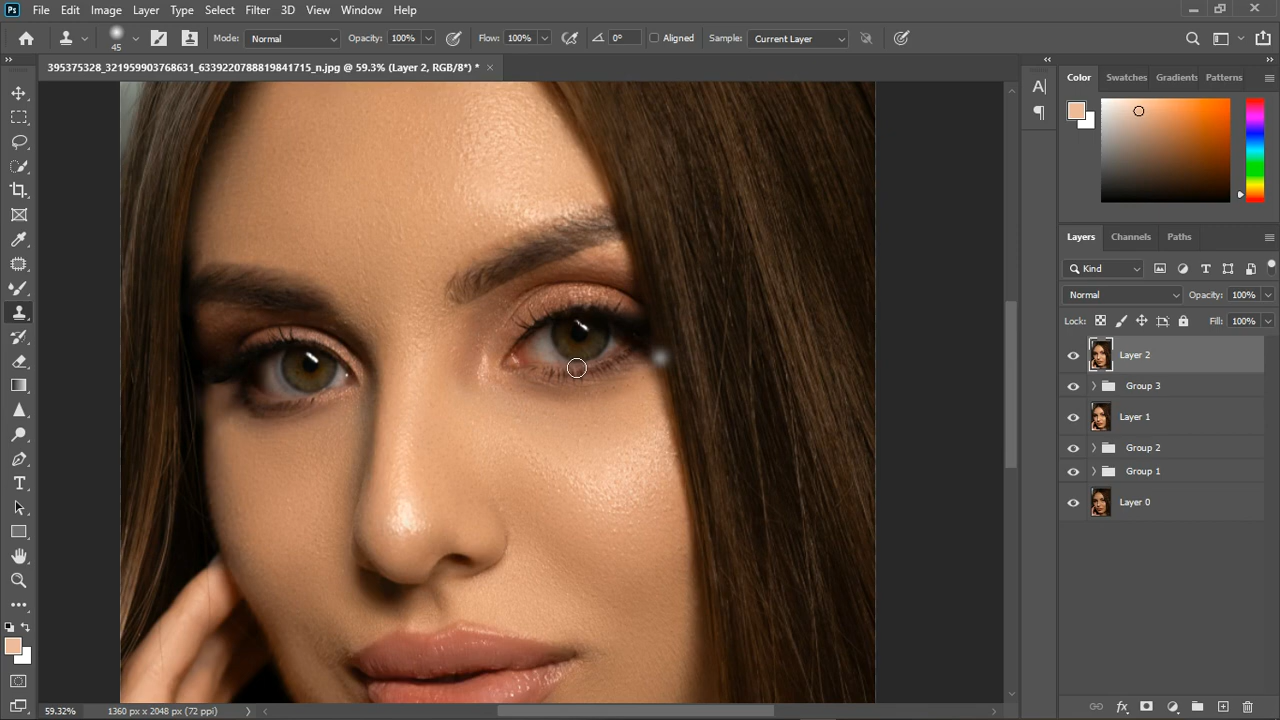 Ps File Edit Image Layer Type Select Filter 3D View Window Help
45 Mode: Normal Opacity: 100% Flow: 100% 0° Aligned Sample: Current Layer
395375328_321959903768631_6339220788819841715_n.jpg @ 59.3% (Layer 2, RGB/8*) *
Color Swatches Gradients Patterns
Layers Channels Paths
Kind
Normal Opacity: 100%
Lock: Fill: 100%
Layer 2
Group 3
Layer 1
Group 2
Group 1
Layer 0
59.32% 1360 px x 2048 px (72 ppi)